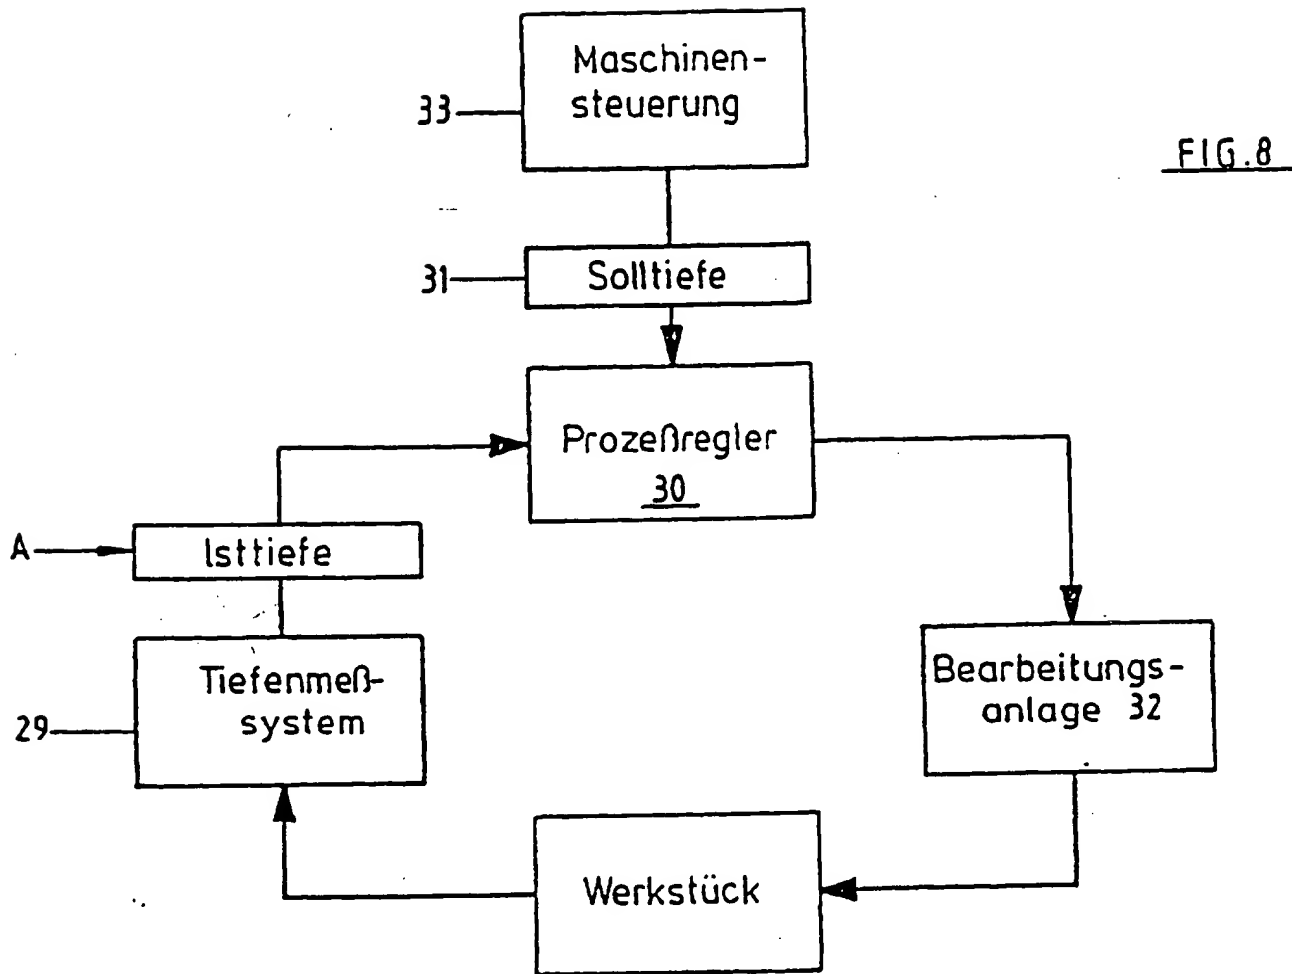 Maschinen-
steuerung
33
FIG.8
31
Solltiefe
Prozeßregler
30
A
Isttiefe
Tiefenmeß-
system
29
Bearbeitungs-
anlage 32
Werkstück